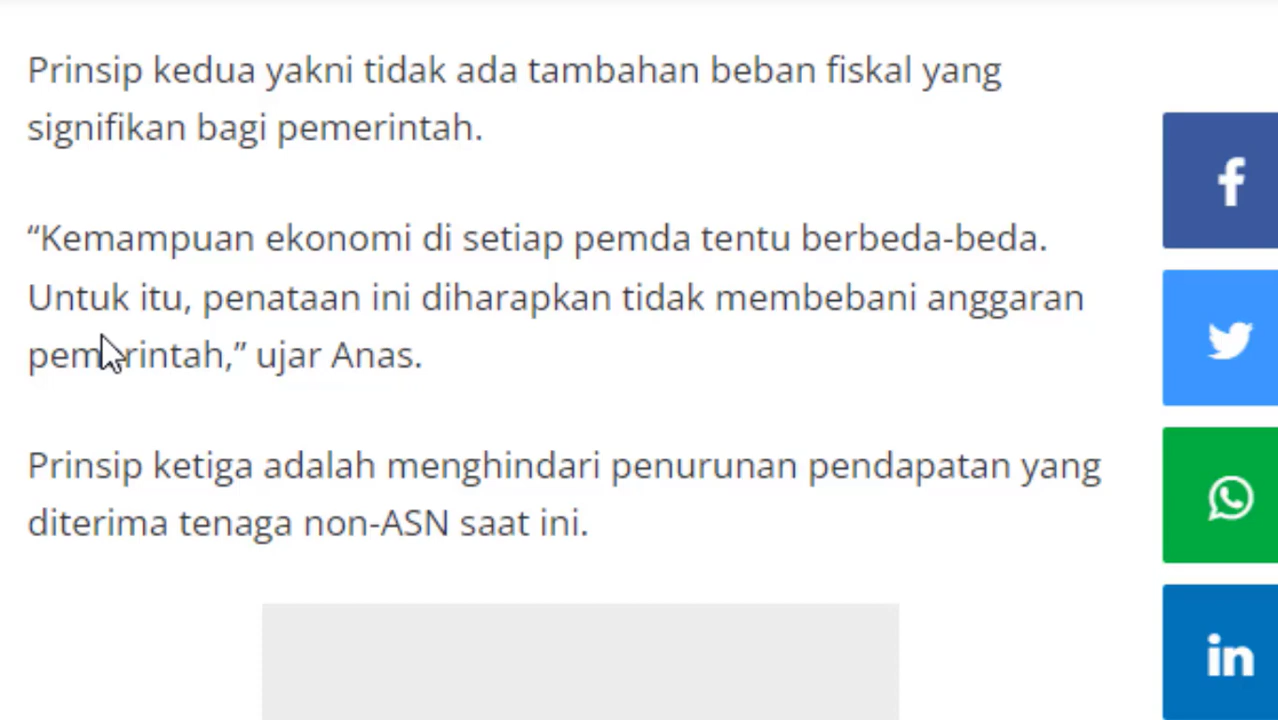 Prinsip kedua yakni tidak ada tambahan beban fiskal yang
signifikan bagi pemerintah.
“Kemampuan ekonomi di setiap pemda tentu berbeda-beda.
Untuk itu, penataan ini diharapkan tidak membebani anggaran
pemerintah,” ujar Anas.
Prinsip ketiga adalah menghindari penurunan pendapatan yang
diterima tenaga non-ASN saat ini.
f
in